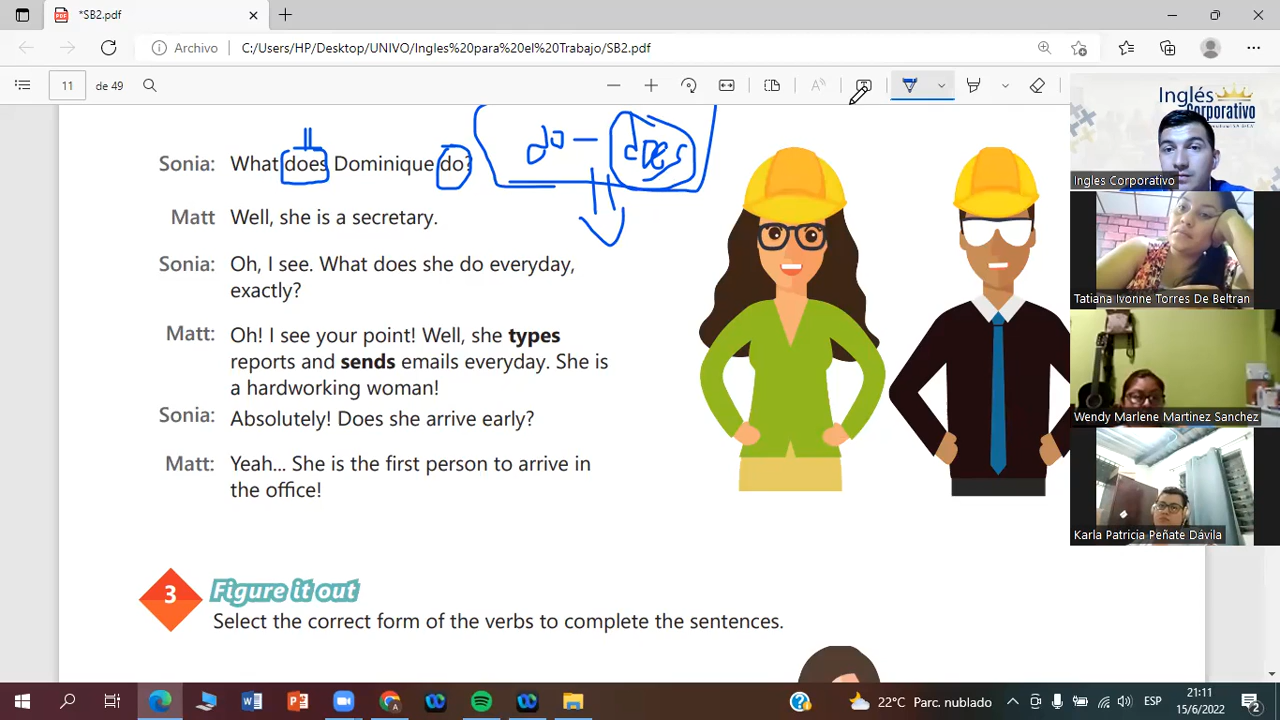 *SB2.pdf
Archivo
C:/Users/HP/Desktop/UNIVO/Ingles%20para%20el%20Trabajo/SB2.pdf
11
de 49
Inglés
Corporativo
do — does
Sonia: What does Dominique do?
Matt Well, she is a secretary.
Sonia: Oh, I see. What does she do everyday,
exactly?
Matt: Oh! I see your point! Well, she types
reports and sends emails everyday. She is
a hardworking woman!
Sonia: Absolutely! Does she arrive early?
Matt: Yeah... She is the first person to arrive in
the office!
3 Figure it out
Select the correct form of the verbs to complete the sentences.
Ingles Corporativo
Tatiana Ivonne Torres De Beltran
Wendy Marlene Martinez Sanchez
Karla Patricia Peñate Dávila
22°C Parc. nublado
ESP
21:11
15/6/2022
2